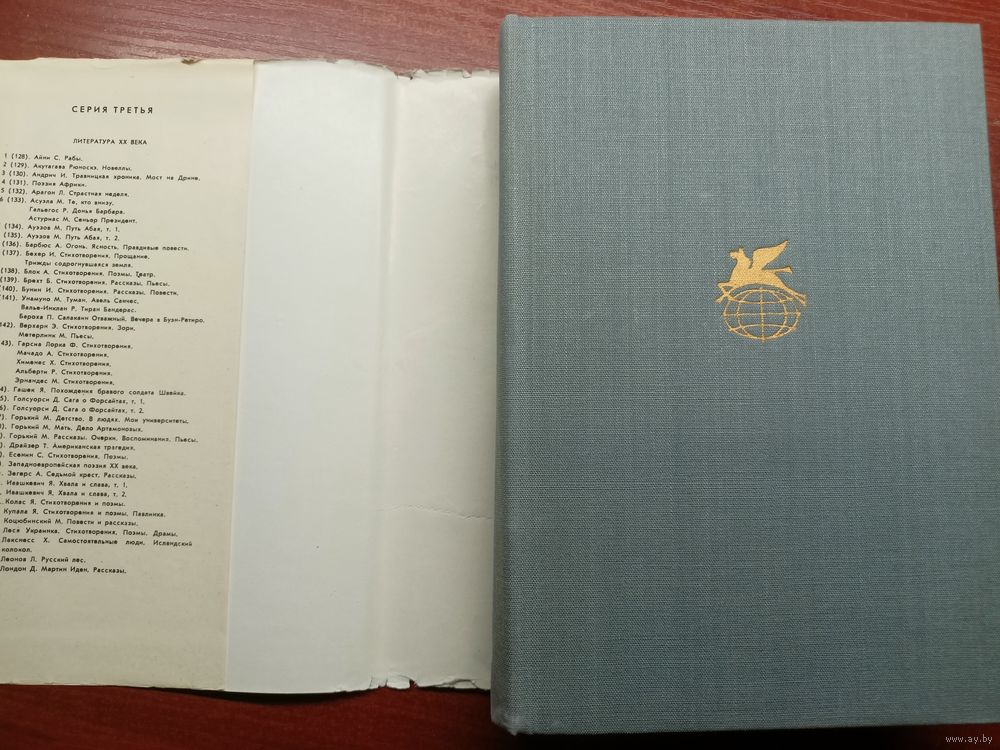 СЕРИЯ ТРЕТЬЯ
ЛИТЕРАТУРА XX ВЕКА
1 (128). Айни С. Рабы.
2 (129). Акутагава Рюноскэ. Новеллы.
3 (130). Андрич И. Травницкая хроника. Мост на Дрине.
4 (131). Поэзия Африки.
5 (132). Арагон Л. Страстная неделя.
6 (133). Асуэла М. Те, кто внизу.
Гальегос Р. Донья Барбара.
Астуриас М. Сеньор Президент.
(134). Ауэзов М. Путь Абая, т. 1.
(135). Ауэзов М. Путь Абая, т. 2.
(136). Барбюс А. Огонь. Ясность. Правдивые повести.
(137). Бехер И. Стихотворения. Прощание.
Трижды содрогнувшаяся земля.
(138). Блок А. Стихотворения. Поэмы. Театр.
(139). Брехт Б. Стихотворения. Рассказы. Пьесы.
(140). Бунин И. Стихотворения. Рассказы. Повести.
(141). Унамуно М. Туман. Авель Санчес.
Валье-Инклан Р. Тиран Бандерас.
Бароха П. Салакаин Отважный. Вечера в Буэн-Ретиро.
142). Верхарн Э. Стихотворения. Зори.
Метерлинк М. Пьесы.
43). Гарсиа Лорка Ф. Стихотворения.
Мачадо А. Стихотворения.
Хименес Х. Стихотворения.
Альберти Р. Стихотворения.
Эрнандес М. Стихотворения.
4). Гашек Я. Похождения бравого солдата Швейка.
5). Голсуорси Д. Сага о Форсайтах, т. 1.
6). Голсуорси Д. Сага о Форсайтах, т. 2.
7). Горький М. Детство. В людях. Мои университеты.
). Горький М. Мать. Дело Артамоновых.
). Горький М. Рассказы. Очерки. Воспоминания. Пьесы.
). Драйзер Т. Американская трагедия.
). Есенин С. Стихотворения. Поэмы.
. Западноевропейская поэзия XX века.
. Зегерс А. Седьмой крест. Рассказы.
. Ивашкевич Я. Хвала и слава, т. 1.
. Ивашкевич Я. Хвала и слава, т. 2.
. Колас Я. Стихотворения и поэмы.
Купала Я. Стихотворения и поэмы. Павлинка.
Коцюбинский М. Повести и рассказы.
Леся Украинка. Стихотворения. Поэмы. Драмы.
Лакснесс Х. Самостоятельные люди. Исландский
колокол.
Леонов Л. Русский лес.
Лондон Д. Мартин Иден. Рассказы.
www.ay.by